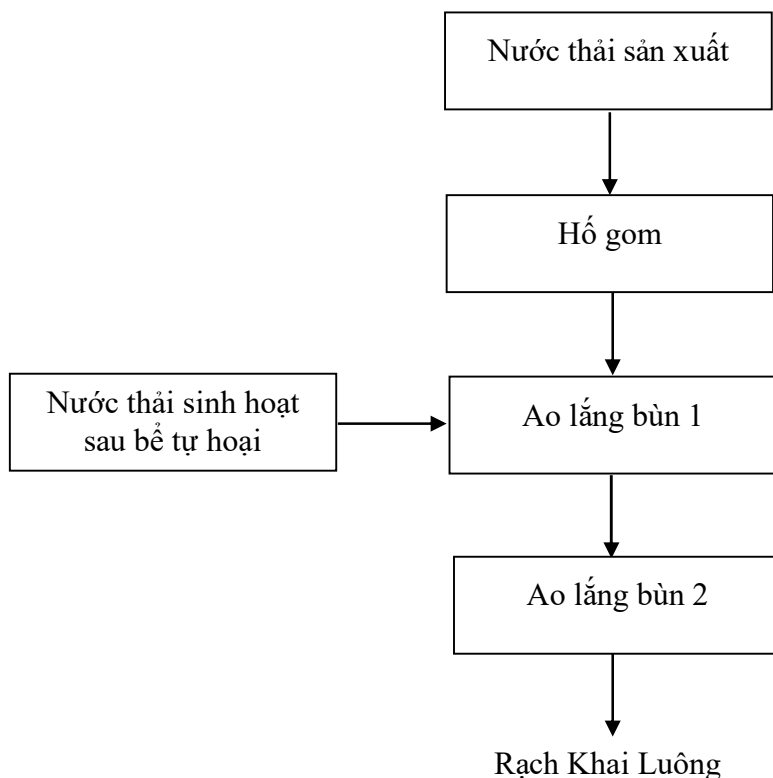 Nước thải sản xuất
Hố gom
Nước thải sinh hoạt
sau bể tự hoại
Ao lắng bùn 1
Ao lắng bùn 2
Rạch Khai Luông